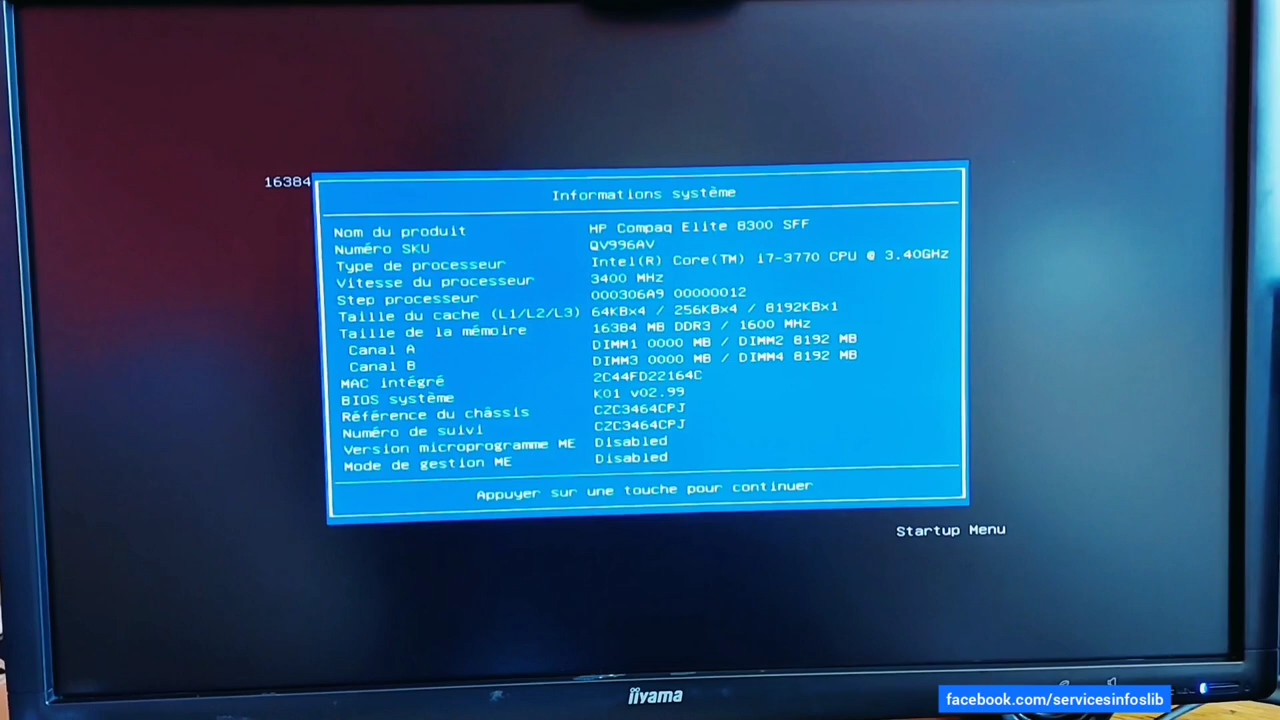 16384
Informations système
Nom du produit HP Compaq Elite 8300 SFF
Numéro SKU QV996AV
Type de processeur Intel(R) Core(TM) i7-3770 CPU @ 3.40GHz
Vitesse du processeur 3400 MHz
Step processeur 000306A9 00000012
Taille du cache (L1/L2/L3) 64KBx4 / 256KBx4 / 8192KBx1
Taille de la mémoire 16384 MB DDR3 / 1600 MHz
Canal A DIMM1 0000 MB / DIMM2 8192 MB
Canal B DIMM3 0000 MB / DIMM4 8192 MB
MAC intégré 2C44FD22164C
BIOS système K01 v02.99
Référence du châssis CZC3464CPJ
Numéro de suivi CZC3464CPJ
Version microprogramme ME Disabled
Mode de gestion ME Disabled
Appuyer sur une touche pour continuer
Startup Menu
iiyama
facebook.com/servicesinfoslib